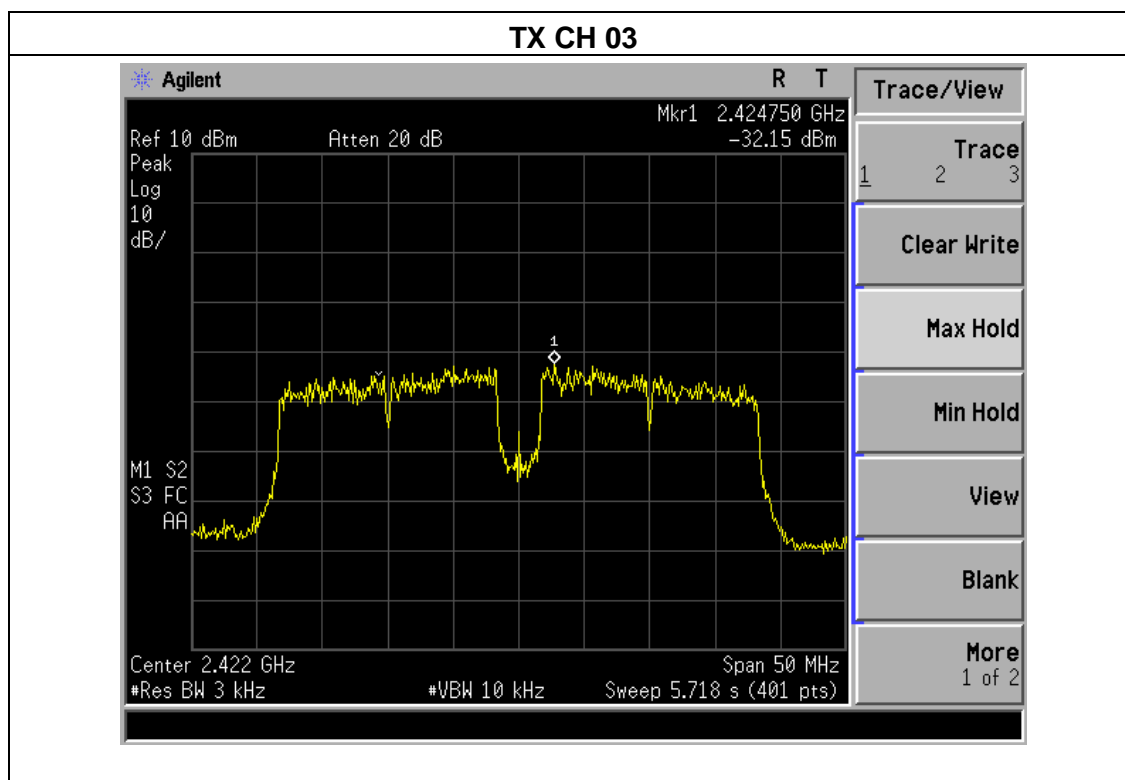 TX CH 03
Agilent R T
Mkr1 2.424750 GHz
Ref 10 dBm Atten 20 dB -32.15 dBm
Peak
Log
10
dB/
1
M1 S2
S3 FC
AA
Center 2.422 GHz Span 50 MHz
#Res BW 3 kHz #VBW 10 kHz Sweep 5.718 s (401 pts)
Trace/View
Trace
1 2 3
Clear Write
Max Hold
Min Hold
View
Blank
More
1 of 2